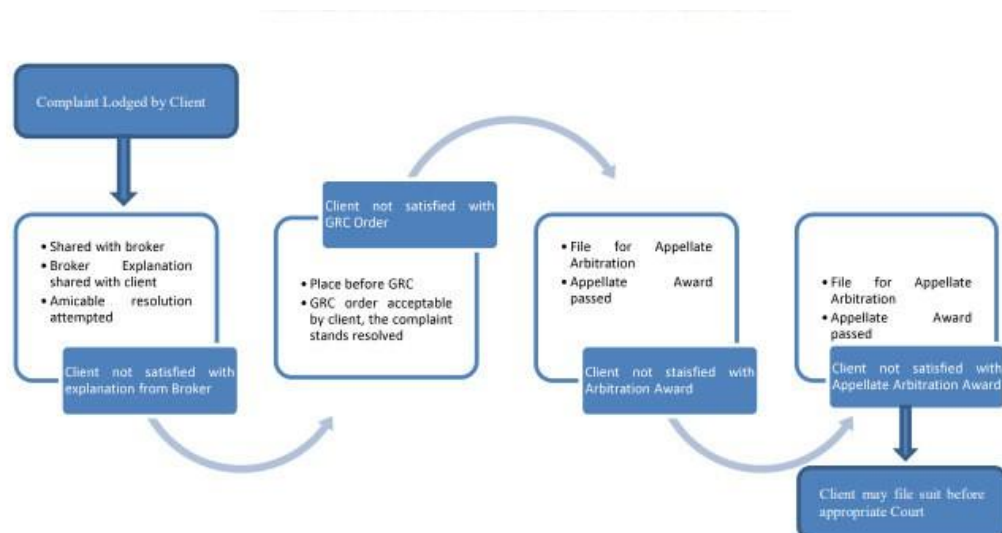 Complaint Lodged by Client
• Shared with broker
• Broker Explanation
shared with client
• Amicable resolution
attempted
Client not satisfied with
explanation from Broker
Client not satisfied with
GRC Order
• Place before GRC
• GRC order acceptable
by client, the complaint
stands resolved
• File for Appellate
Arbitration
• Appellate Award
passed
Client not staisfied with
Arbitration Award
• File for Appellate
Arbitration
• Appellate Award
passed
Client not satisfied with
Appellate Arbitration Award
Client may file suit before
appropriate Court